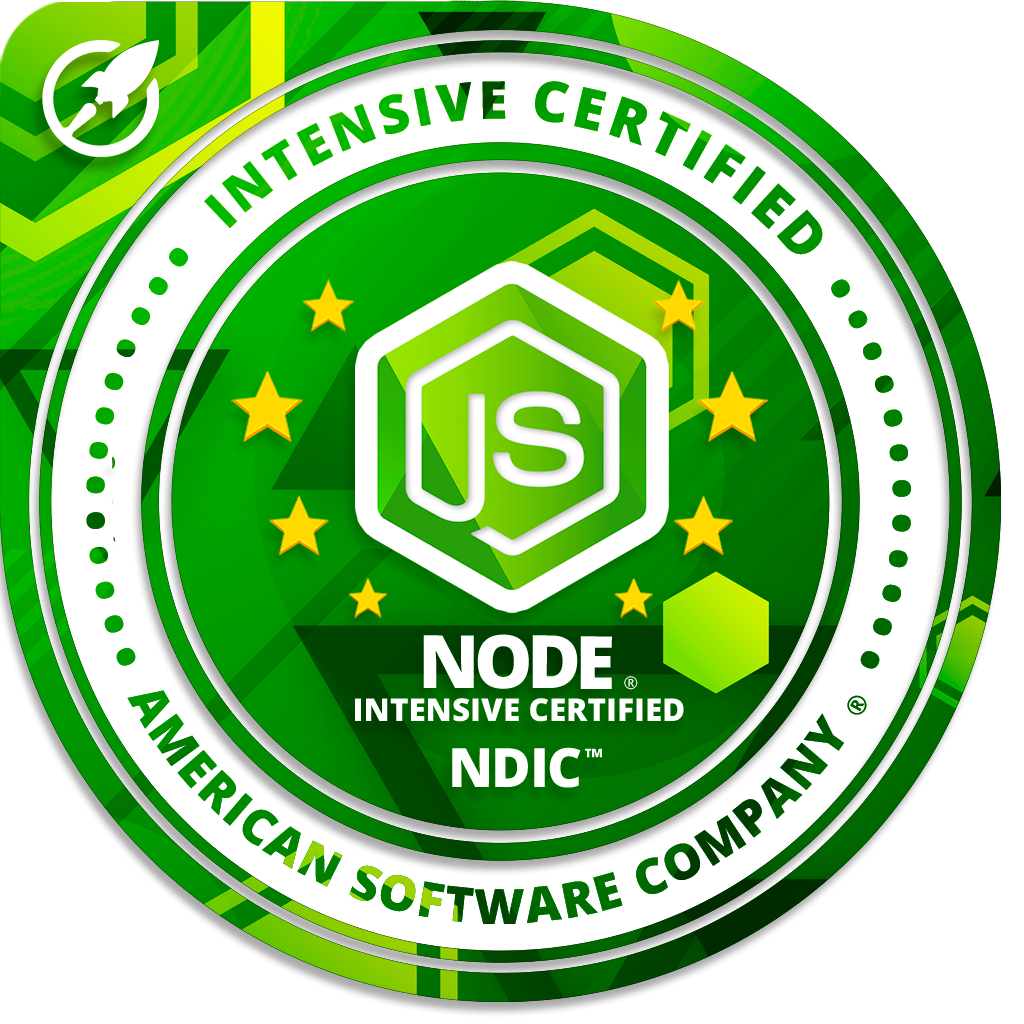 INTENSIVE CERTIFIED
JS
NODE ®
INTENSIVE CERTIFIED
NDIC™
AMERICAN SOFTWARE COMPANY ®